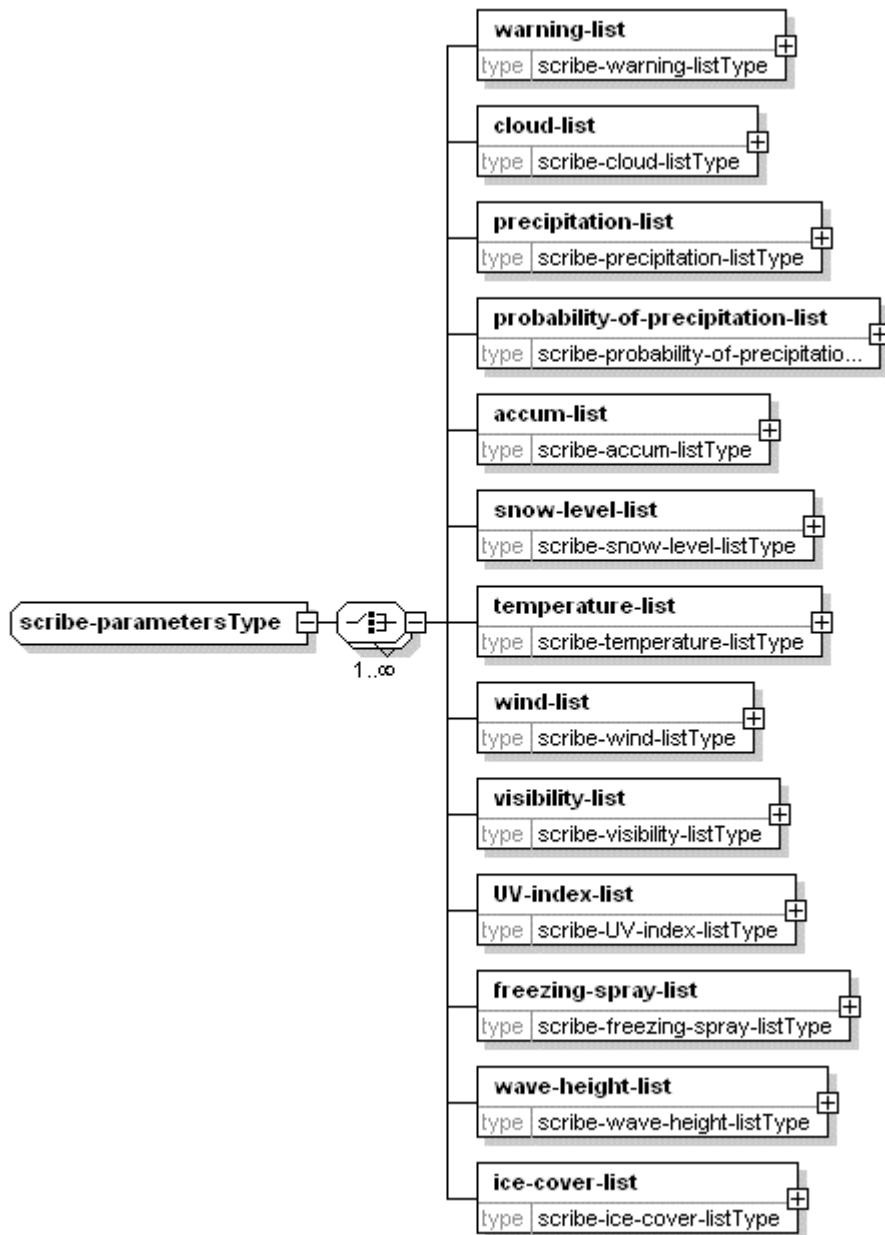 warning-list
type scribe-warning-listType
cloud-list
type scribe-cloud-listType
precipitation-list
type scribe-precipitation-listType
probability-of-precipitation-list
type scribe-probability-of-precipitatio...
accum-list
type scribe-accum-listType
snow-level-list
type scribe-snow-level-listType
scribe-parametersType
1..∞
temperature-list
type scribe-temperature-listType
wind-list
type scribe-wind-listType
visibility-list
type scribe-visibility-listType
UV-index-list
type scribe-UV-index-listType
freezing-spray-list
type scribe-freezing-spray-listType
wave-height-list
type scribe-wave-height-listType
ice-cover-list
type scribe-ice-cover-listType